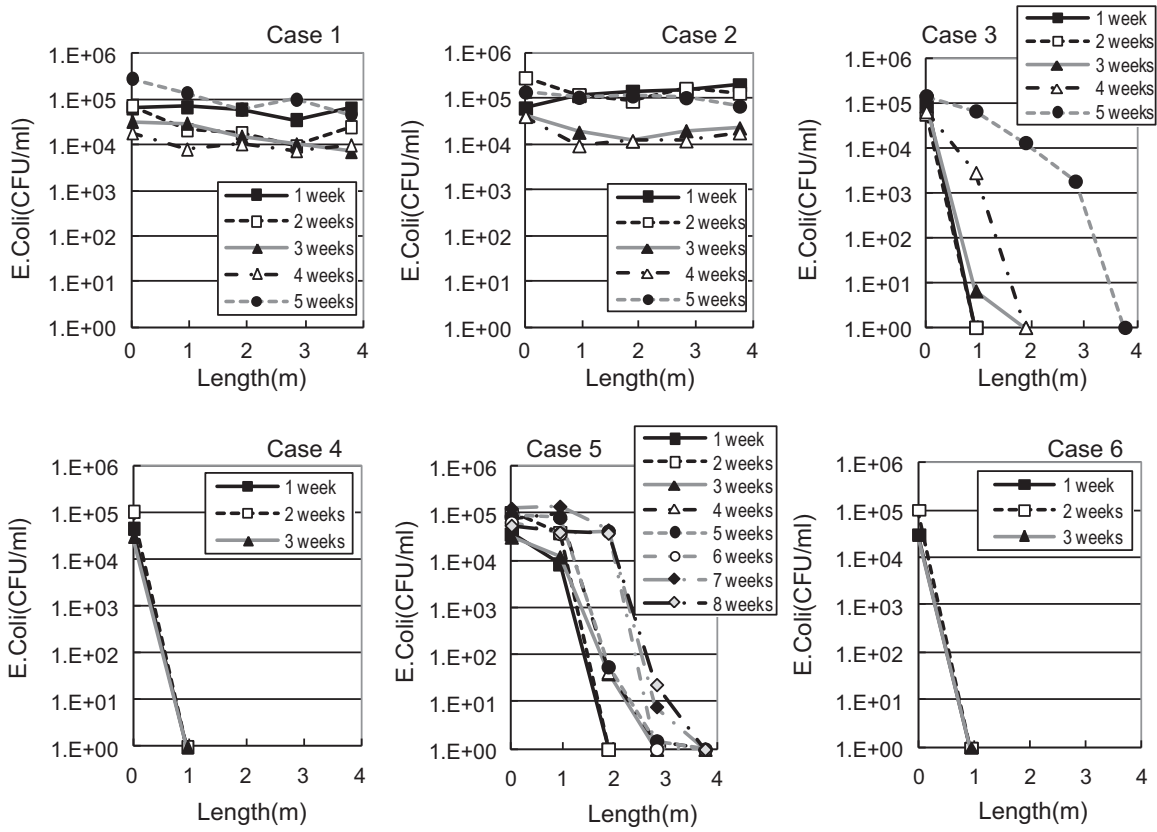 Case 1
1.E+06
1.E+05
1.E+04
1.E+03
1.E+02
1.E+01
1.E+00
E.Coli(CFU/ml)
1 week
2 weeks
3 weeks
4 weeks
5 weeks
0 1 2 3 4
Length(m)
Case 2
1.E+06
1.E+05
1.E+04
1.E+03
1.E+02
1.E+01
1.E+00
E.Coli(CFU/ml)
1 week
2 weeks
3 weeks
4 weeks
5 weeks
0 1 2 3 4
Length(m)
Case 3
1.E+06
1.E+05
1.E+04
1.E+03
1.E+02
1.E+01
1.E+00
E.Coli(CFU/ml)
1 week
2 weeks
3 weeks
4 weeks
5 weeks
0 1 2 3 4
Length(m)
Case 4
1.E+06
1.E+05
1.E+04
1.E+03
1.E+02
1.E+01
1.E+00
E.Coli(CFU/ml)
1 week
2 weeks
3 weeks
0 1 2 3 4
Length(m)
Case 5
1.E+06
1.E+05
1.E+04
1.E+03
1.E+02
1.E+01
1.E+00
E.Coli(CFU/ml)
1 week
2 weeks
3 weeks
4 weeks
5 weeks
6 weeks
7 weeks
8 weeks
0 1 2 3 4
Length(m)
Case 6
1.E+06
1.E+05
1.E+04
1.E+03
1.E+02
1.E+01
1.E+00
E.Coli(CFU/ml)
1 week
2 weeks
3 weeks
0 1 2 3 4
Length(m)